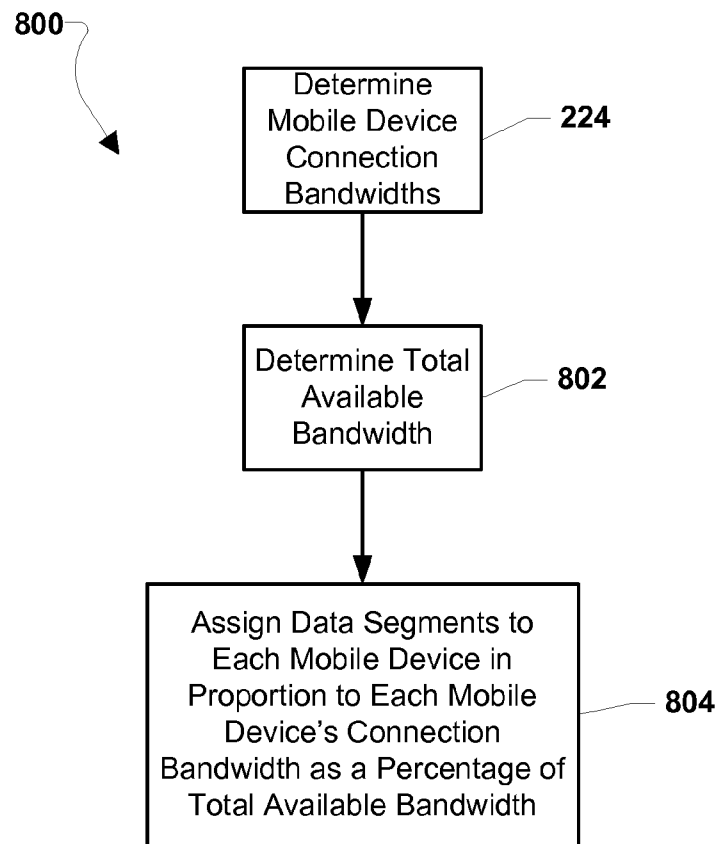 800
Determine
Mobile Device
Connection
Bandwidths
224
Determine Total
Available
Bandwidth
802
Assign Data Segments to
Each Mobile Device in
Proportion to Each Mobile
Device's Connection
Bandwidth as a Percentage of
Total Available Bandwidth
804